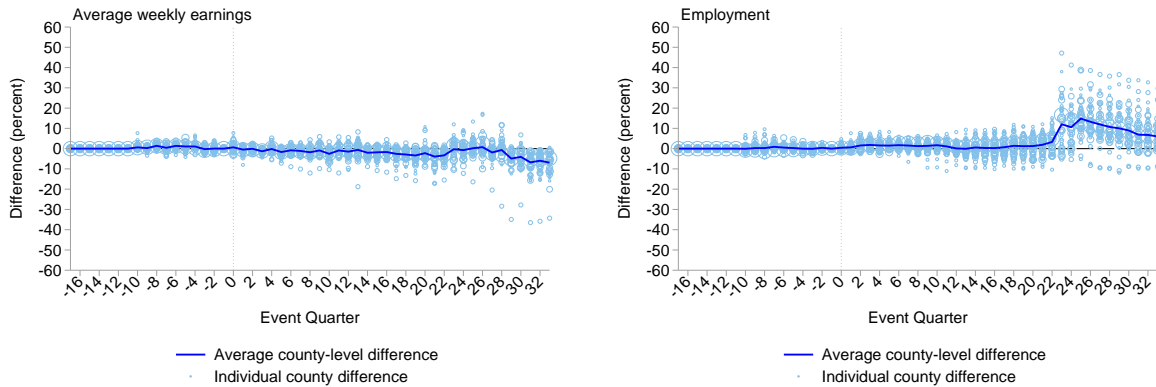 Average weekly earnings
60
50
40
30
20
10
0
-10
-20
-30
-40
-50
-60
Difference (percent)
-16 -14 -12 -10 -8 -6 -4 -2 0 2 4 6 8 10 12 14 16 18 20 22 24 26 28 30 32
Event Quarter
Average county-level difference
Individual county difference
Employment
60
50
40
30
20
10
0
-10
-20
-30
-40
-50
-60
Difference (percent)
-16 -14 -12 -10 -8 -6 -4 -2 0 2 4 6 8 10 12 14 16 18 20 22 24 26 28 30 32
Event Quarter
Average county-level difference
Individual county difference